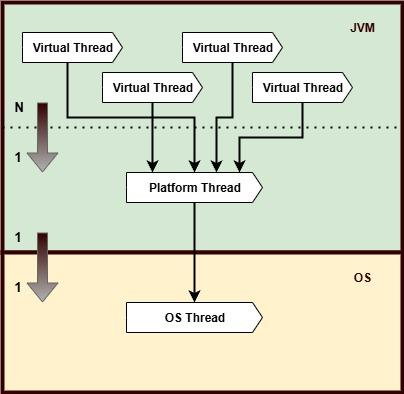 JVM
Virtual Thread
Virtual Thread
Virtual Thread
Virtual Thread
N
1
Platform Thread
1
1
OS
OS Thread